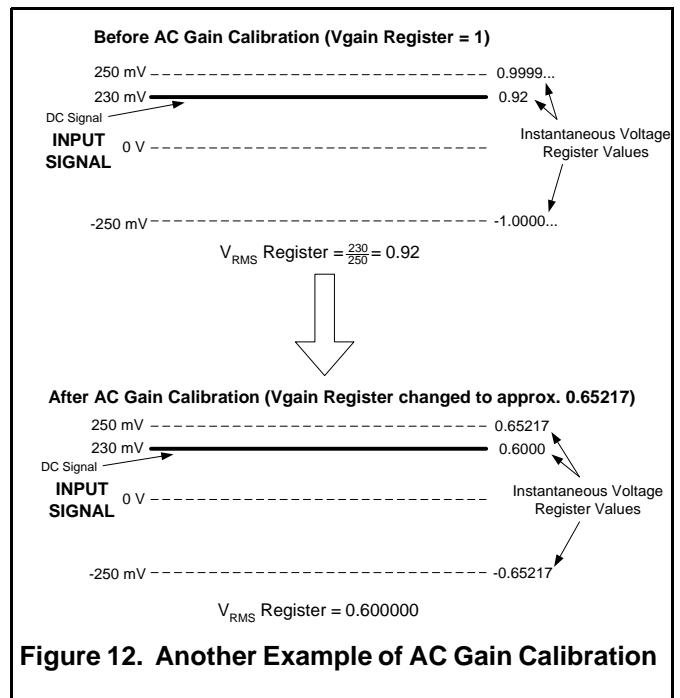 Before AC Gain Calibration (Vgain Register = 1)
250 mV 0.9999...
230 mV 0.92
DC Signal
INPUT SIGNAL
0 V
Instantaneous Voltage
Register Values
-250 mV -1.0000...
VRMS Register = 230/250 = 0.92
After AC Gain Calibration (Vgain Register changed to approx. 0.65217)
250 mV 0.65217
230 mV 0.6000
DC Signal
INPUT SIGNAL
0 V
Instantaneous Voltage
Register Values
-250 mV -0.65217
VRMS Register = 0.600000
Figure 12. Another Example of AC Gain Calibration